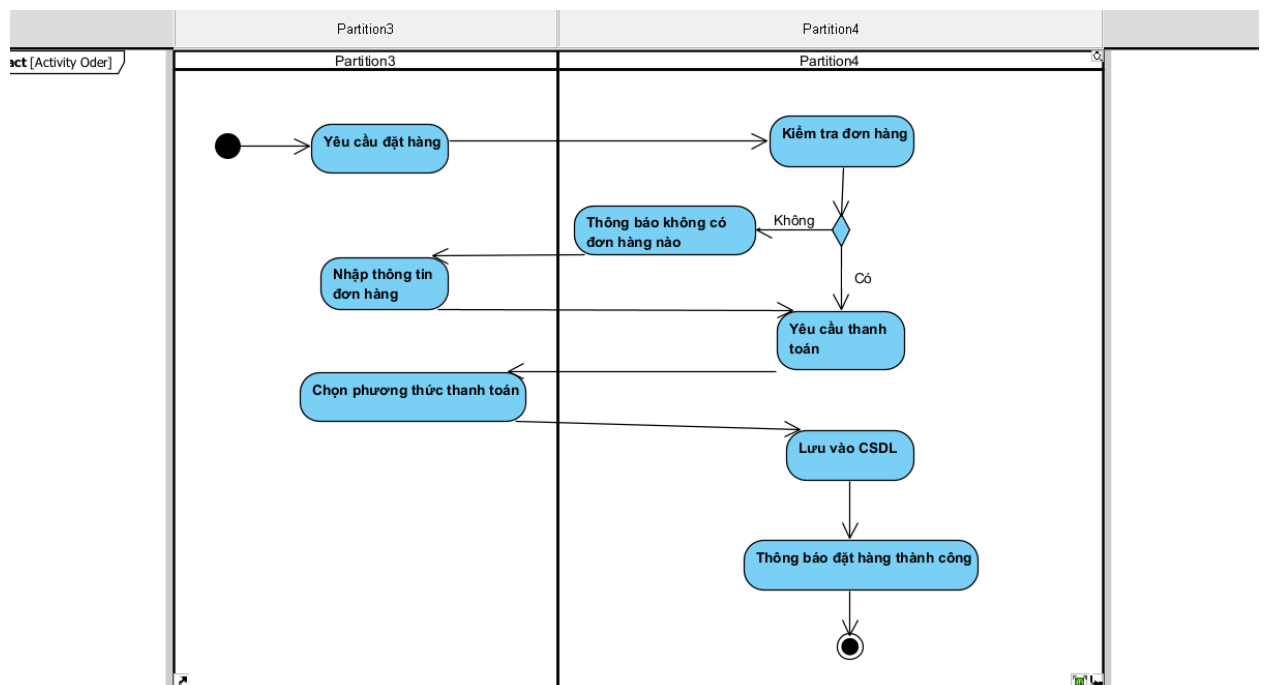 Partition3
Partition4
act [Activity Oder]
Partition3
Partition4
Yêu cầu đặt hàng
Kiểm tra đơn hàng
Thông báo không có
đơn hàng nào
Không
Nhập thông tin
đơn hàng
Có
Yêu cầu thanh
toán
Chọn phương thức thanh toán
Lưu vào CSDL
Thông báo đặt hàng thành công